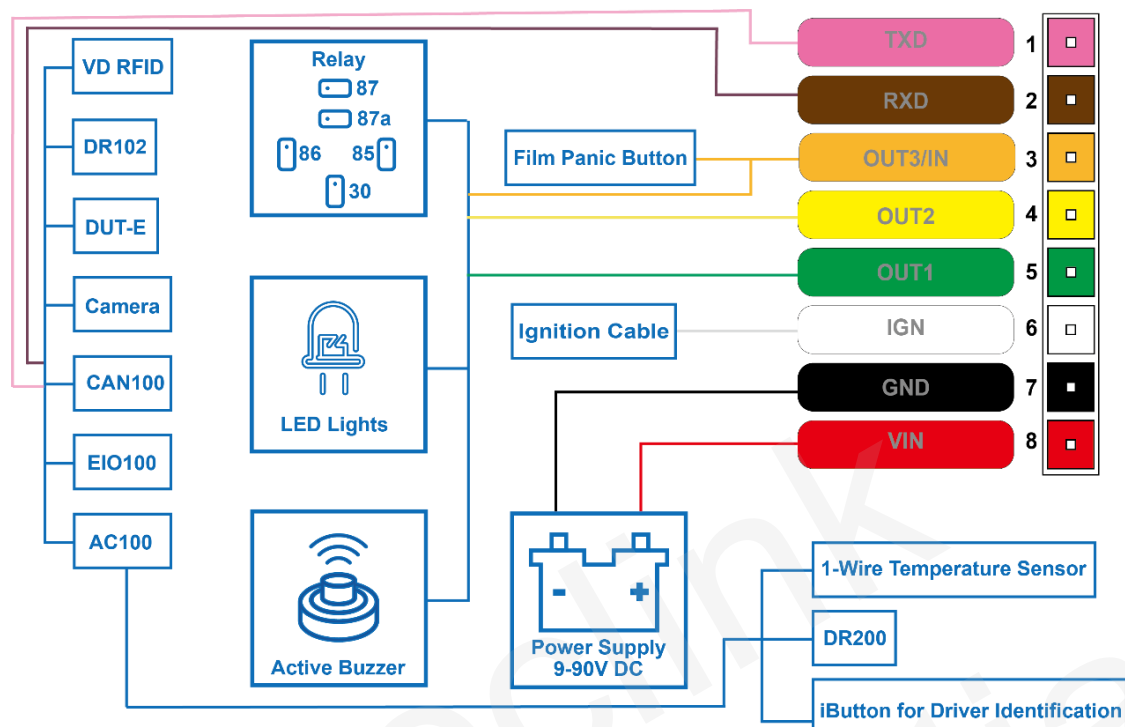 VD RFID
DR102
DUT-E
Camera
CAN100
EIO100
AC100
Relay
87
87a
86
85
30
LED Lights
Active Buzzer
Film Panic Button
Ignition Cable
Power Supply
9-90V DC
TXD 1
RXD 2
OUT3/IN 3
OUT2 4
OUT1 5
IGN 6
GND 7
VIN 8
1-Wire Temperature Sensor
DR200
iButton for Driver Identification